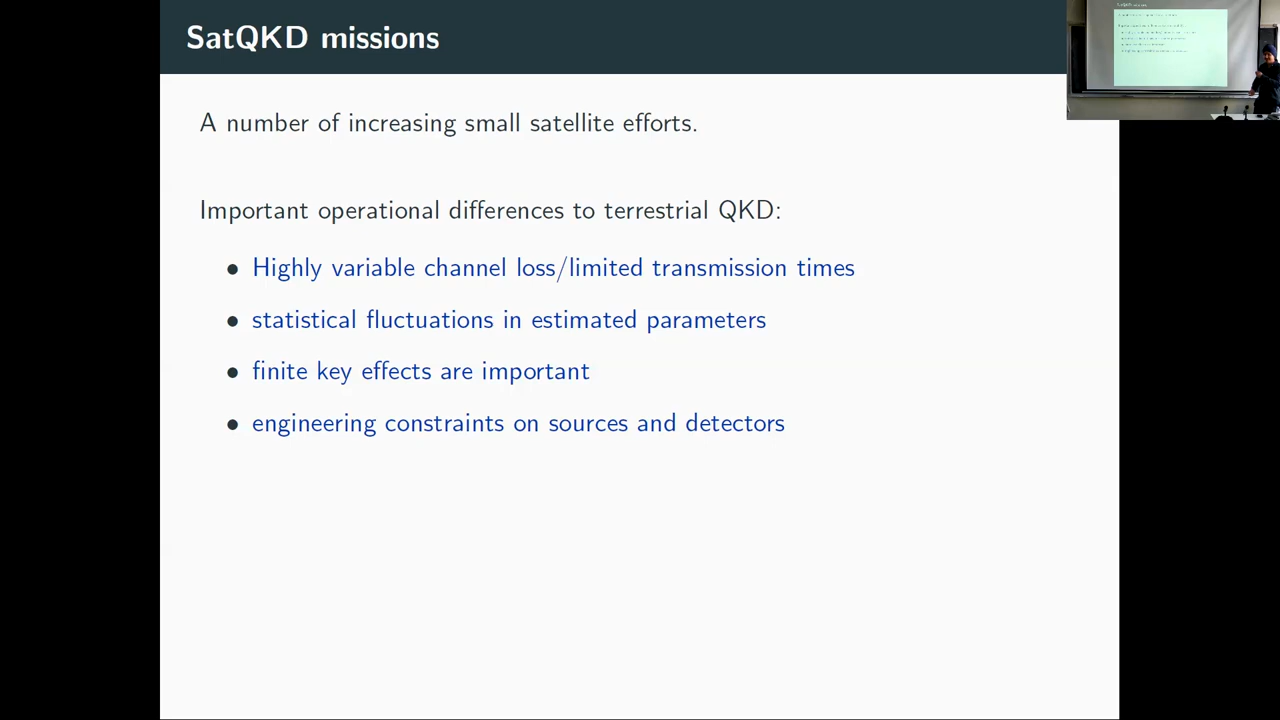 SatQKD missions
A number of increasing small satellite efforts.
Important operational differences to terrestrial QKD:
• Highly variable channel loss/limited transmission times
• statistical fluctuations in estimated parameters
• finite key effects are important
• engineering constraints on sources and detectors